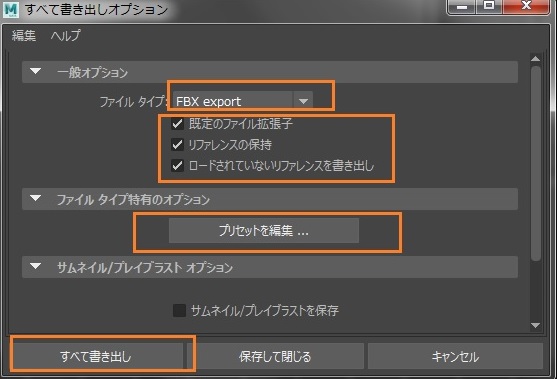 M すべて書き出しオプション
編集 ヘルプ
一般オプション
ファイル タイプ: FBX export
既定のファイル拡張子
リファレンスの保持
ロードされていないリファレンスを書き出し
ファイル タイプ特有のオプション
プリセットを編集 ...
サムネイル/プレイブラスト オプション
サムネイル/プレイブラストを保存
すべて書き出し 保存して閉じる キャンセル